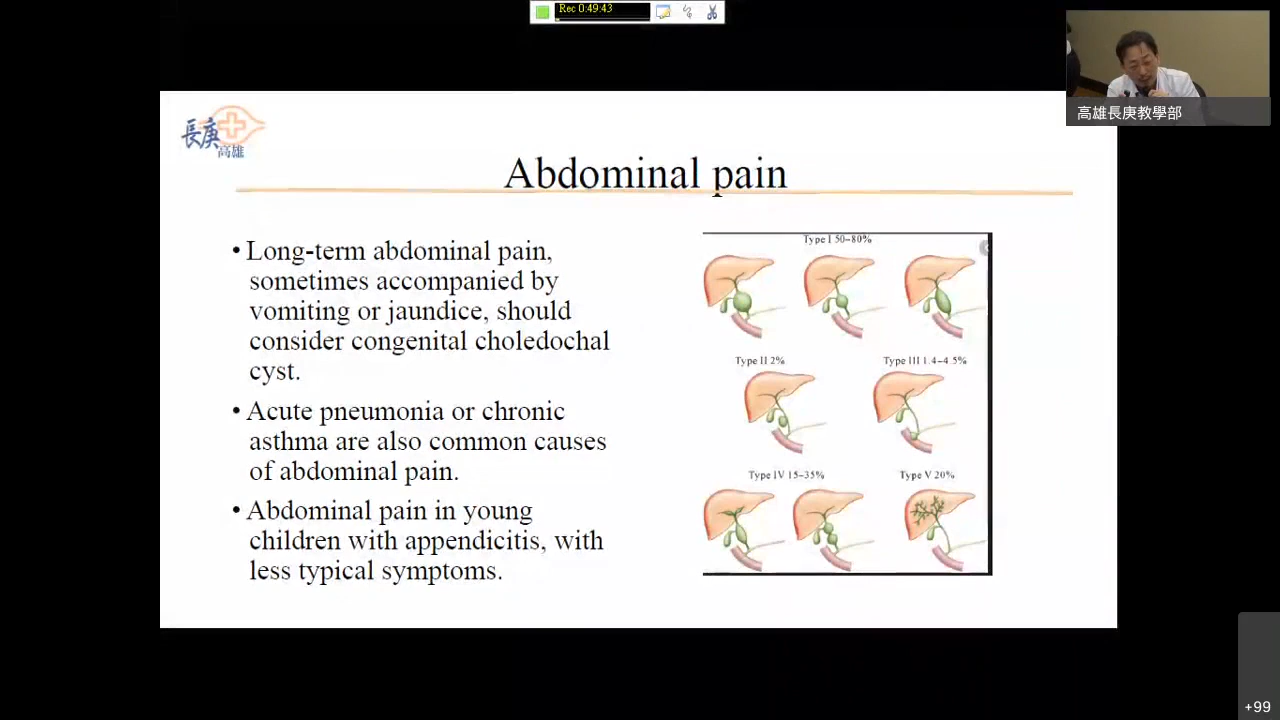 Rec 0:49:43
高雄長庚教學部
長庚
高雄
Abdominal pain
• Long-term abdominal pain,
sometimes accompanied by
vomiting or jaundice, should
consider congenital choledochal
cyst.
• Acute pneumonia or chronic
asthma are also common causes
of abdominal pain.
• Abdominal pain in young
children with appendicitis, with
less typical symptoms.
Type I 50–80%
Type II 2%
Type III 1.4–4.5%
Type IV 15–35%
Type V 20%
+99